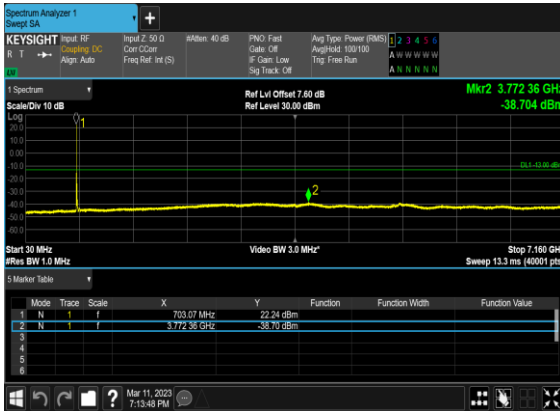 Spectrum Analyzer 1
Swept SA
KEYSIGHT Input: RF Input Z: 50 Ω #Atten: 40 dB PNO: Fast Avg Type: Power (RMS) 1 2 3 4 5 6
R T Coupling: DC Corr CCorr Gate: Off Avg|Hold: 100/100 A W W W W W
Align: Auto Freq Ref: Int (S) IF Gain: Low Trig: Free Run
Sig Track: Off A N N N N N
1 Spectrum Ref Lvl Offset 7.60 dB Mkr2 3.772 36 GHz
Scale/Div 10 dB Ref Level 30.00 dBm -38.704 dBm
Log
20.0 1
10.0
0.00
-10.0 DL1 -13.00 dBm
-20.0
-30.0 2
-40.0
-50.0
-60.0
Start 30 MHz Video BW 3.0 MHz* Stop 7.160 GHz
#Res BW 1.0 MHz Sweep 13.3 ms (40001 pts)
5 Marker Table
Mode Trace Scale X Y Function Function Width Function Value
1 N 1 f 703.07 MHz 22.24 dBm
2 N 1 f 3.772 36 GHz -38.70 dBm
3
4
5
6
Mar 11, 2023
7:13:48 PM